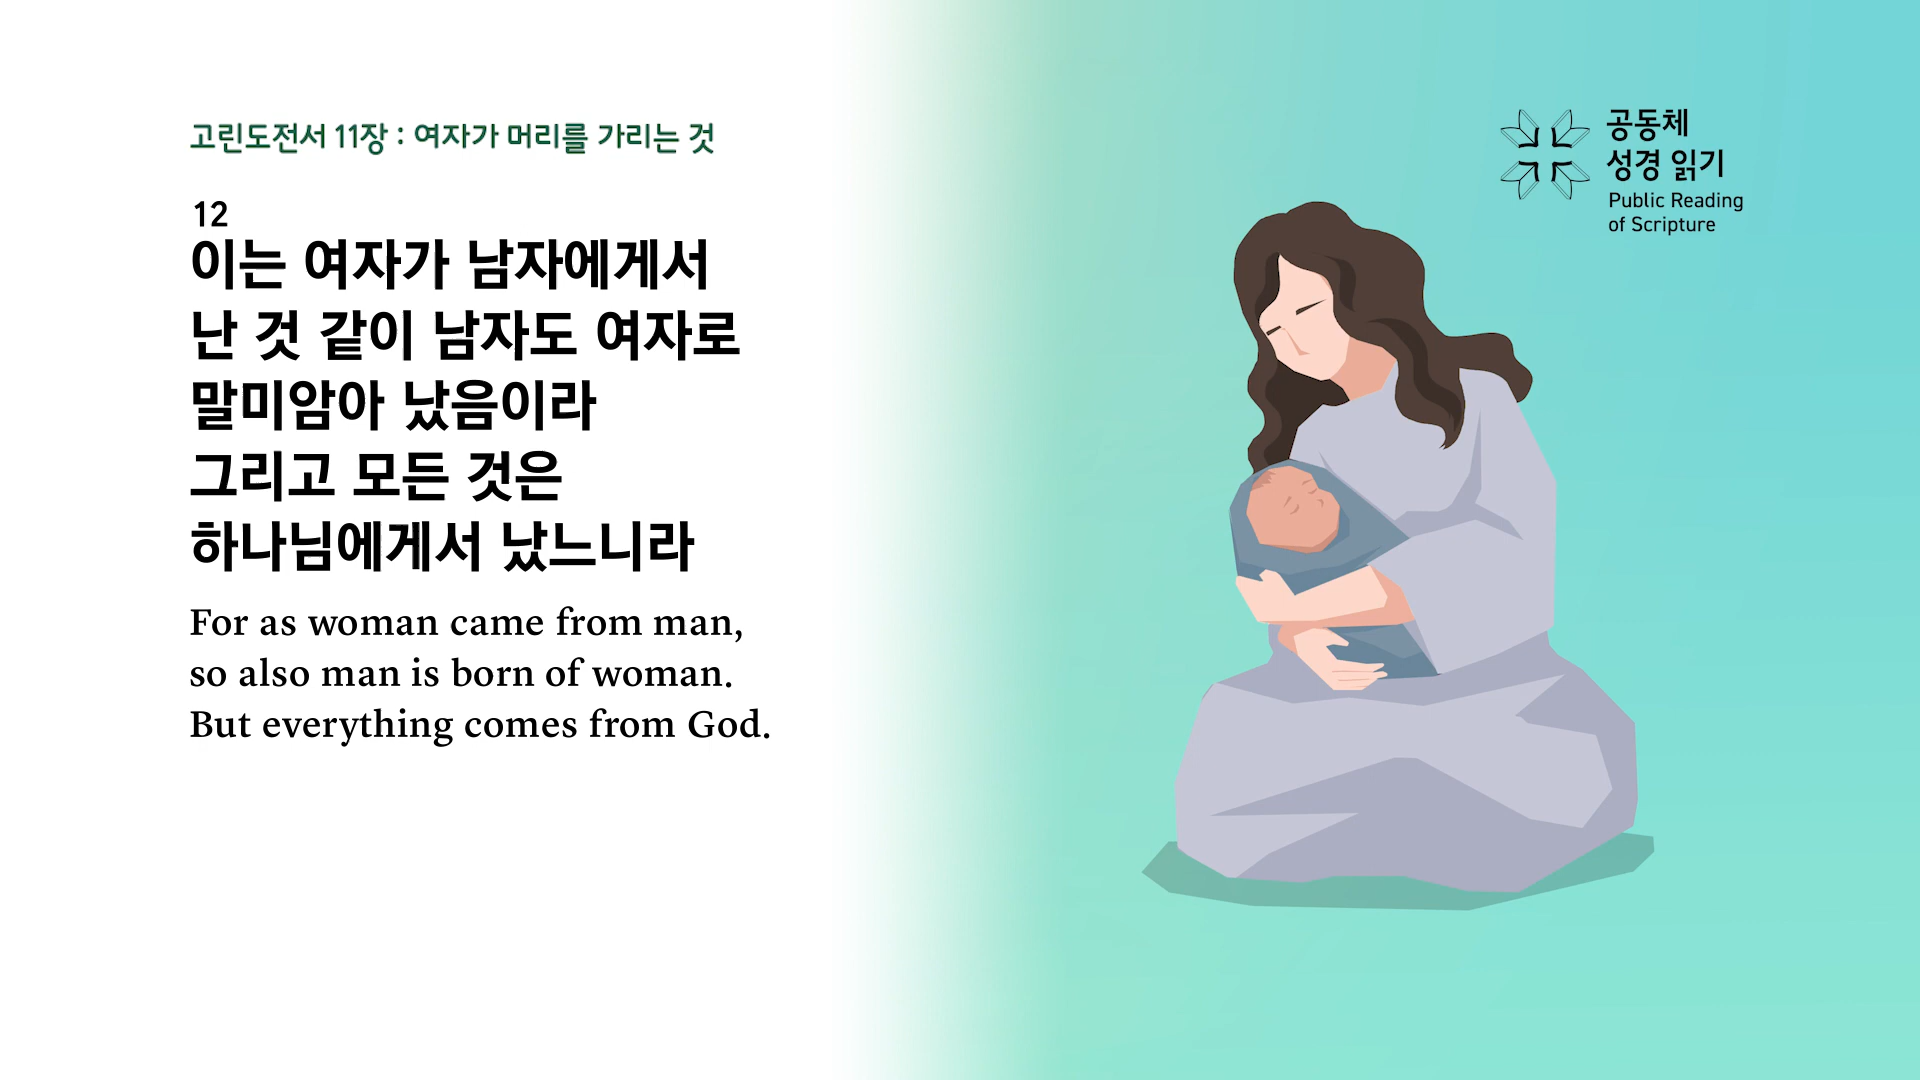 고린도전서 11장 : 여자가 머리를 가리는 것
12
이는 여자가 남자에게서
난 것 같이 남자도 여자로
말미암아 났음이라
그리고 모든 것은
하나님에게서 났느니라
For as woman came from man,
so also man is born of woman.
But everything comes from God.
공동체
성경 읽기
Public Reading
of Scripture